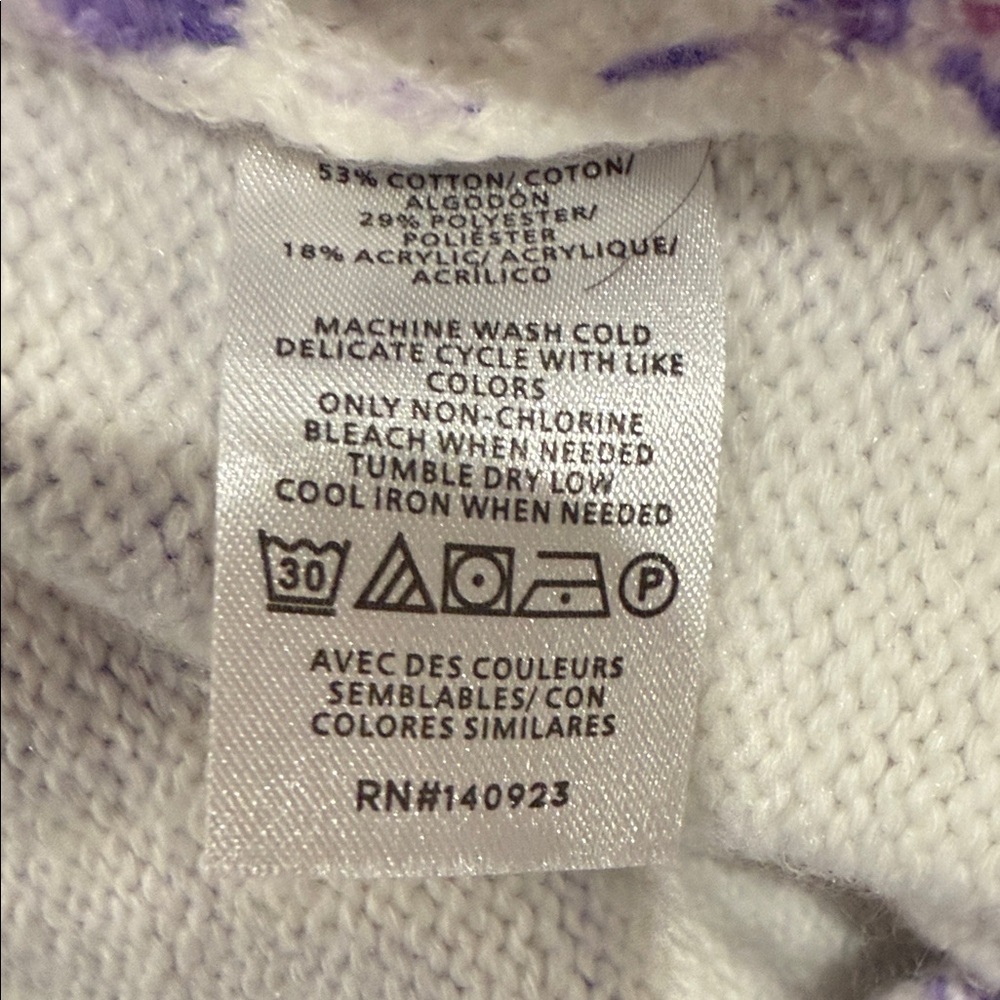 53% COTTON/ COTON/
ALGODÓN
29% POLYESTER/
POLIÉSTER
18% ACRYLIC/ ACRYLIQUE/
ACRÍLICO
MACHINE WASH COLD
DELICATE CYCLE WITH LIKE
COLORS
ONLY NON-CHLORINE
BLEACH WHEN NEEDED
TUMBLE DRY LOW
COOL IRON WHEN NEEDED
30 P
AVEC DES COULEURS
SEMBLABLES/ CON
COLORES SIMILARES
RN#140923